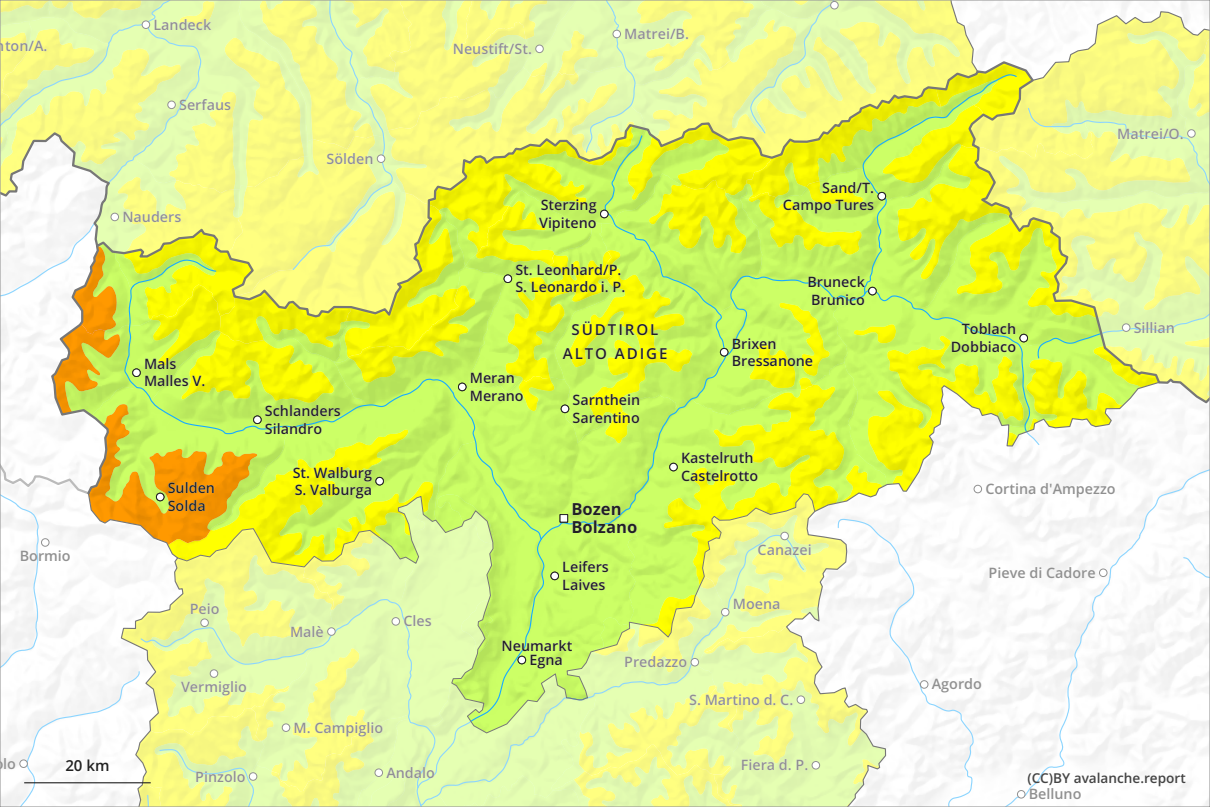 Landeck
Matrei/B.
Neustift/St.
nton/A.
Serfaus
Matrei/O.
Sölden
Nauders
Sand/T.
Campo Tures
Sterzing
Vipiteno
St. Leonhard/P.
S. Leonardo i. P.
Bruneck
Brunico
SÜDTIROL
ALTO ADIGE
Toblach
Dobbiaco
Sillian
Brixen
Bressanone
Mals
Malles V.
Meran
Merano
Schlanders
Silandro
Sarnthein
Sarentino
Kastelruth
Castelrotto
St. Walburg
S. Valburga
Sulden
Solda
Cortina d'Ampezzo
Bozen
Bolzano
Bormio
Canazei
Leifers
Laives
Pieve di Cadore
Peio
Moena
Cles
Malè
Neumarkt
Egna
Predazzo
Vermiglio
Agordo
S. Martino d. C.
M. Campiglio
olo
20 km
Pinzolo
Andalo
Fiera d. P.
(CC)BY avalanche.report
Belluno